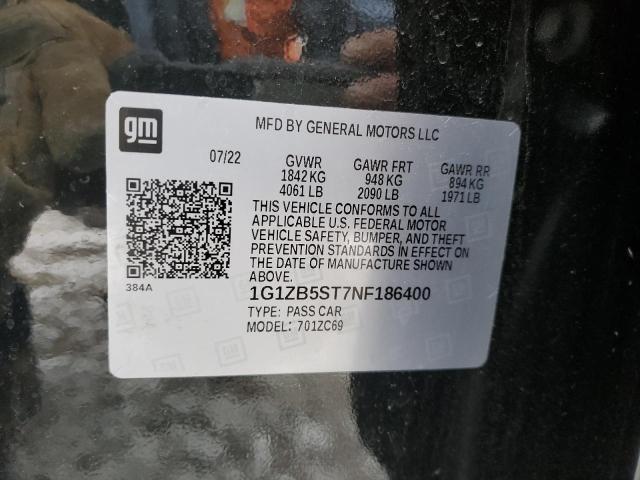 gm
MFD BY GENERAL MOTORS LLC
07/22 GVWR GAWR FRT GAWR RR
1842 KG 948 KG 894 KG
4061 LB 2090 LB 1971 LB
THIS VEHICLE CONFORMS TO ALL
APPLICABLE U.S. FEDERAL MOTOR
VEHICLE SAFETY, BUMPER, AND THEFT
PREVENTION STANDARDS IN EFFECT ON
THE DATE OF MANUFACTURE SHOWN
ABOVE.
384A
1G1ZB5ST7NF186400
TYPE: PASS CAR
MODEL: 701ZC69